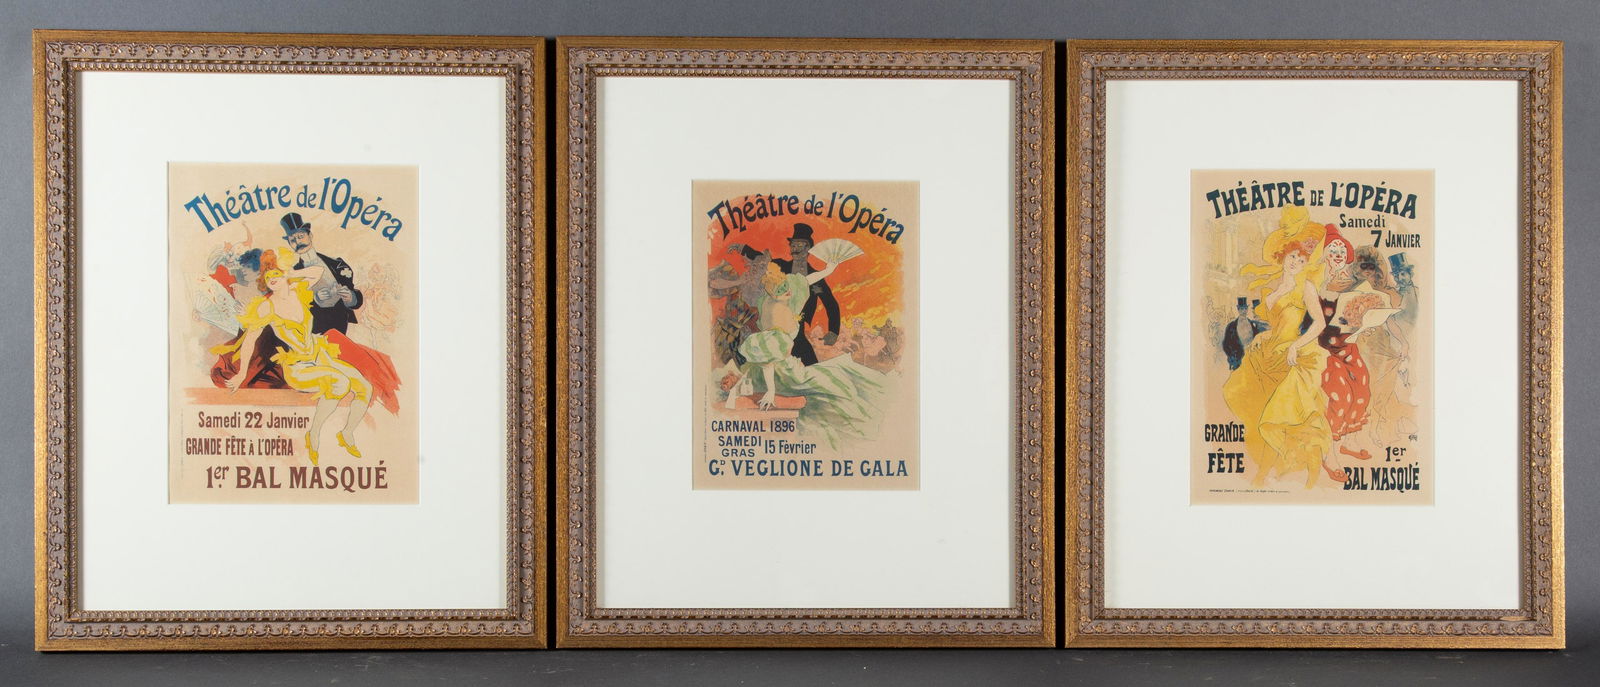 Théâtre de l'Opéra
Samedi 22 Janvier
GRANDE FÊTE À L'OPÉRA
1er BAL MASQUÉ
Théâtre de l'Opéra
CARNAVAL 1896
SAMEDI GRAS 15 Février
GD VEGLIONE DE GALA
THÉÂTRE DE L'OPÉRA
Samedi
7 JANVIER
GRANDE
FÊTE
1er
BAL MASQUÉ